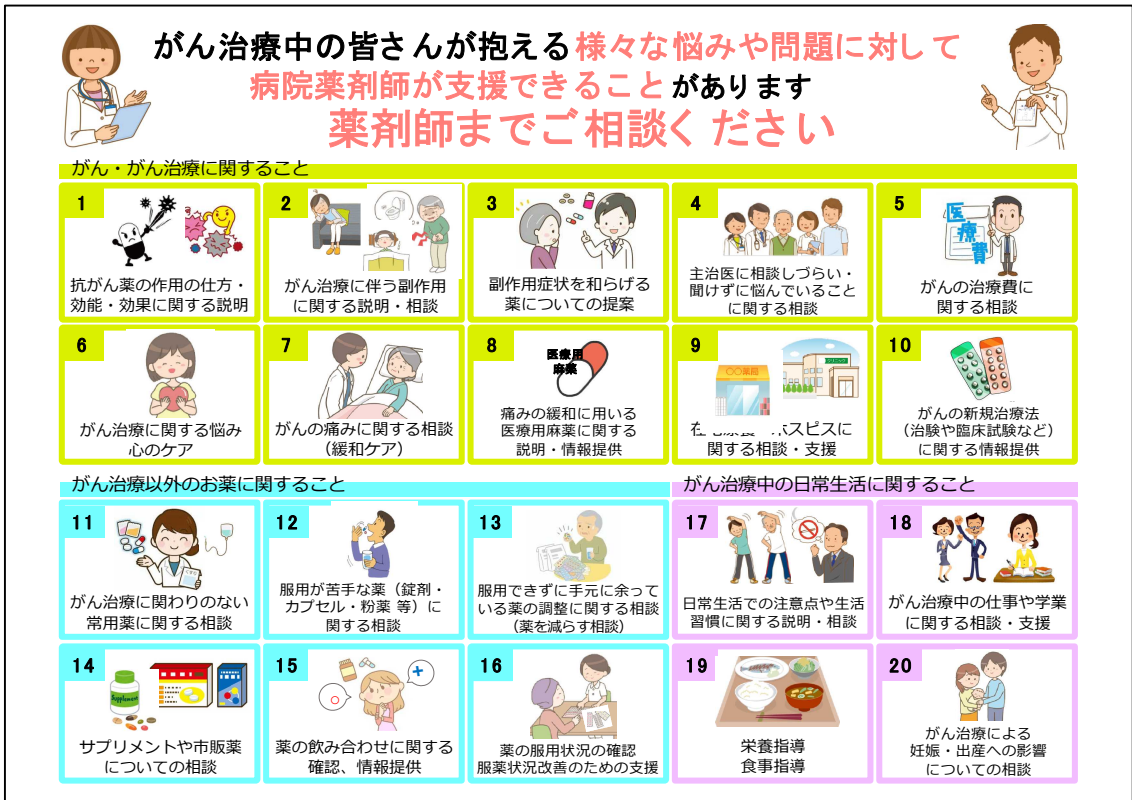 がん治療中の皆さんが抱える様々な悩みや問題に対して
病院薬剤師が支援できることがあります
薬剤師までご相談ください
がん・がん治療に関すること
1
抗がん薬の作用の仕方・
効能・効果に関する説明
2
がん治療に伴う副作用
に関する説明・相談
3
副作用症状を和らげる
薬についての提案
4
主治医に相談しづらい・
聞けずに悩んでいること
に関する相談
5
医療費
がんの治療費に
関する相談
6
がん治療に関する悩み
心のケア
7
がんの痛みに関する相談
（緩和ケア）
8
医療用
麻薬
痛みの緩和に用いる
医療用麻薬に関する
説明・情報提供
9
〇〇薬局
クリニック
ホスピスに
関する相談・支援
10
がんの新規治療法
（治験や臨床試験など）
に関する情報提供
がん治療以外のお薬に関すること
11
がん治療に関わりのない
常用薬に関する相談
12
服用が苦手な薬（錠剤・
カプセル・粉薬 等）に
関する相談
13
服用できずに手元に余って
いる薬の調整に関する相談
（薬を減らす相談）
14
Supplement
サプリメントや市販薬
についての相談
15
薬の飲み合わせに関する
確認、情報提供
16
薬の服用状況の確認
服薬状況改善のための支援
がん治療中の日常生活に関すること
17
日常生活での注意点や生活
習慣に関する説明・相談
18
がん治療中の仕事や学業
に関する相談・支援
19
栄養指導
食事指導
20
がん治療による
妊娠・出産への影響
についての相談